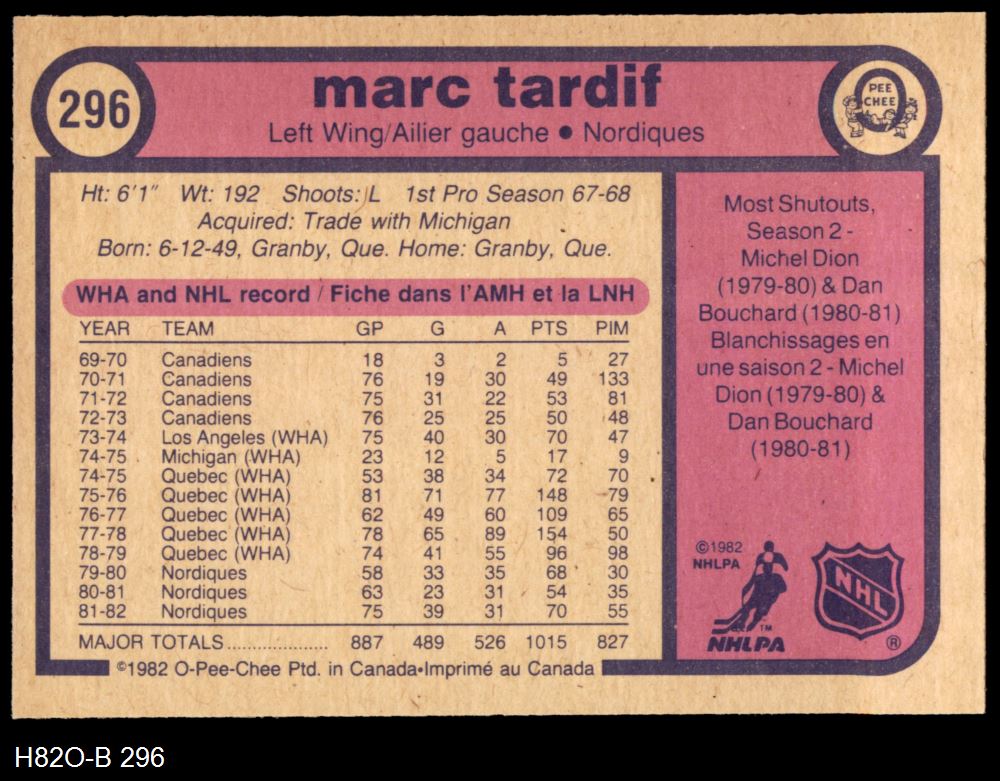 296
marc tardif
Left Wing/Ailier gauche • Nordiques
PEE
CHEE
Ht: 6'1" Wt: 192 Shoots: L 1st Pro Season 67-68
Acquired: Trade with Michigan
Born: 6-12-49, Granby, Que. Home: Granby, Que.
WHA and NHL record / Fiche dans l'AMH et la LNH
YEAR TEAM GP G A PTS PIM
69-70 Canadiens 18 3 2 5 27
70-71 Canadiens 76 19 30 49 133
71-72 Canadiens 75 31 22 53 81
72-73 Canadiens 76 25 25 50 48
73-74 Los Angeles (WHA) 75 40 30 70 47
74-75 Michigan (WHA) 23 12 5 17 9
74-75 Quebec (WHA) 53 38 34 72 70
75-76 Quebec (WHA) 81 71 77 148 79
76-77 Quebec (WHA) 62 49 60 109 65
77-78 Quebec (WHA) 78 65 89 154 50
78-79 Quebec (WHA) 74 41 55 96 98
79-80 Nordiques 58 33 35 68 30
80-81 Nordiques 63 23 31 54 35
81-82 Nordiques 75 39 31 70 55
MAJOR TOTALS.................... 887 489 526 1015 827
©1982 O-Pee-Chee Ptd. in Canada•Imprimé au Canada
Most Shutouts,
Season 2 -
Michel Dion
(1979-80) & Dan
Bouchard (1980-81)
Blanchissages en
une saison 2 - Michel
Dion (1979-80) &
Dan Bouchard
(1980-81)
©1982
NHLPA
TM
NHLPA
NHL
®
H82O-B 296